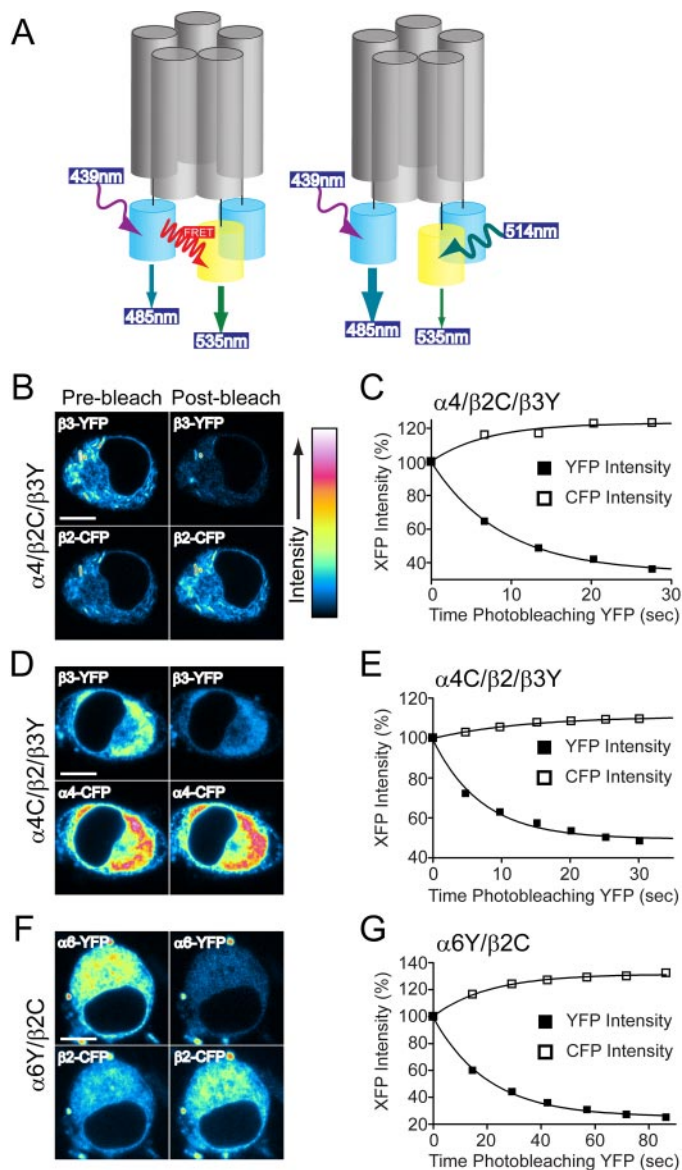 A
439nm
FRET
485nm
535nm
439nm
514nm
485nm
535nm
B
Pre-bleach Post-bleach
α4/β2C/β3Y
β3-YFP β3-YFP
β2-CFP β2-CFP
Intensity
C
α4/β2C/β3Y
XFP Intensity (%)
120
100
80
60
40
YFP Intensity
CFP Intensity
0 10 20 30
Time Photobleaching YFP (sec)
D
α4C/β2/β3Y
β3-YFP β3-YFP
α4-CFP α4-CFP
E
α4C/β2/β3Y
XFP Intensity (%)
120
100
80
60
40
YFP Intensity
CFP Intensity
0 10 20 30
Time Photobleaching YFP (sec)
F
α6Y/β2C
α6-YFP α6-YFP
β2-CFP β2-CFP
G
α6Y/β2C
XFP Intensity (%)
140
120
100
80
60
40
20
YFP Intensity
CFP Intensity
0 20 40 60 80
Time Photobleaching YFP (sec)